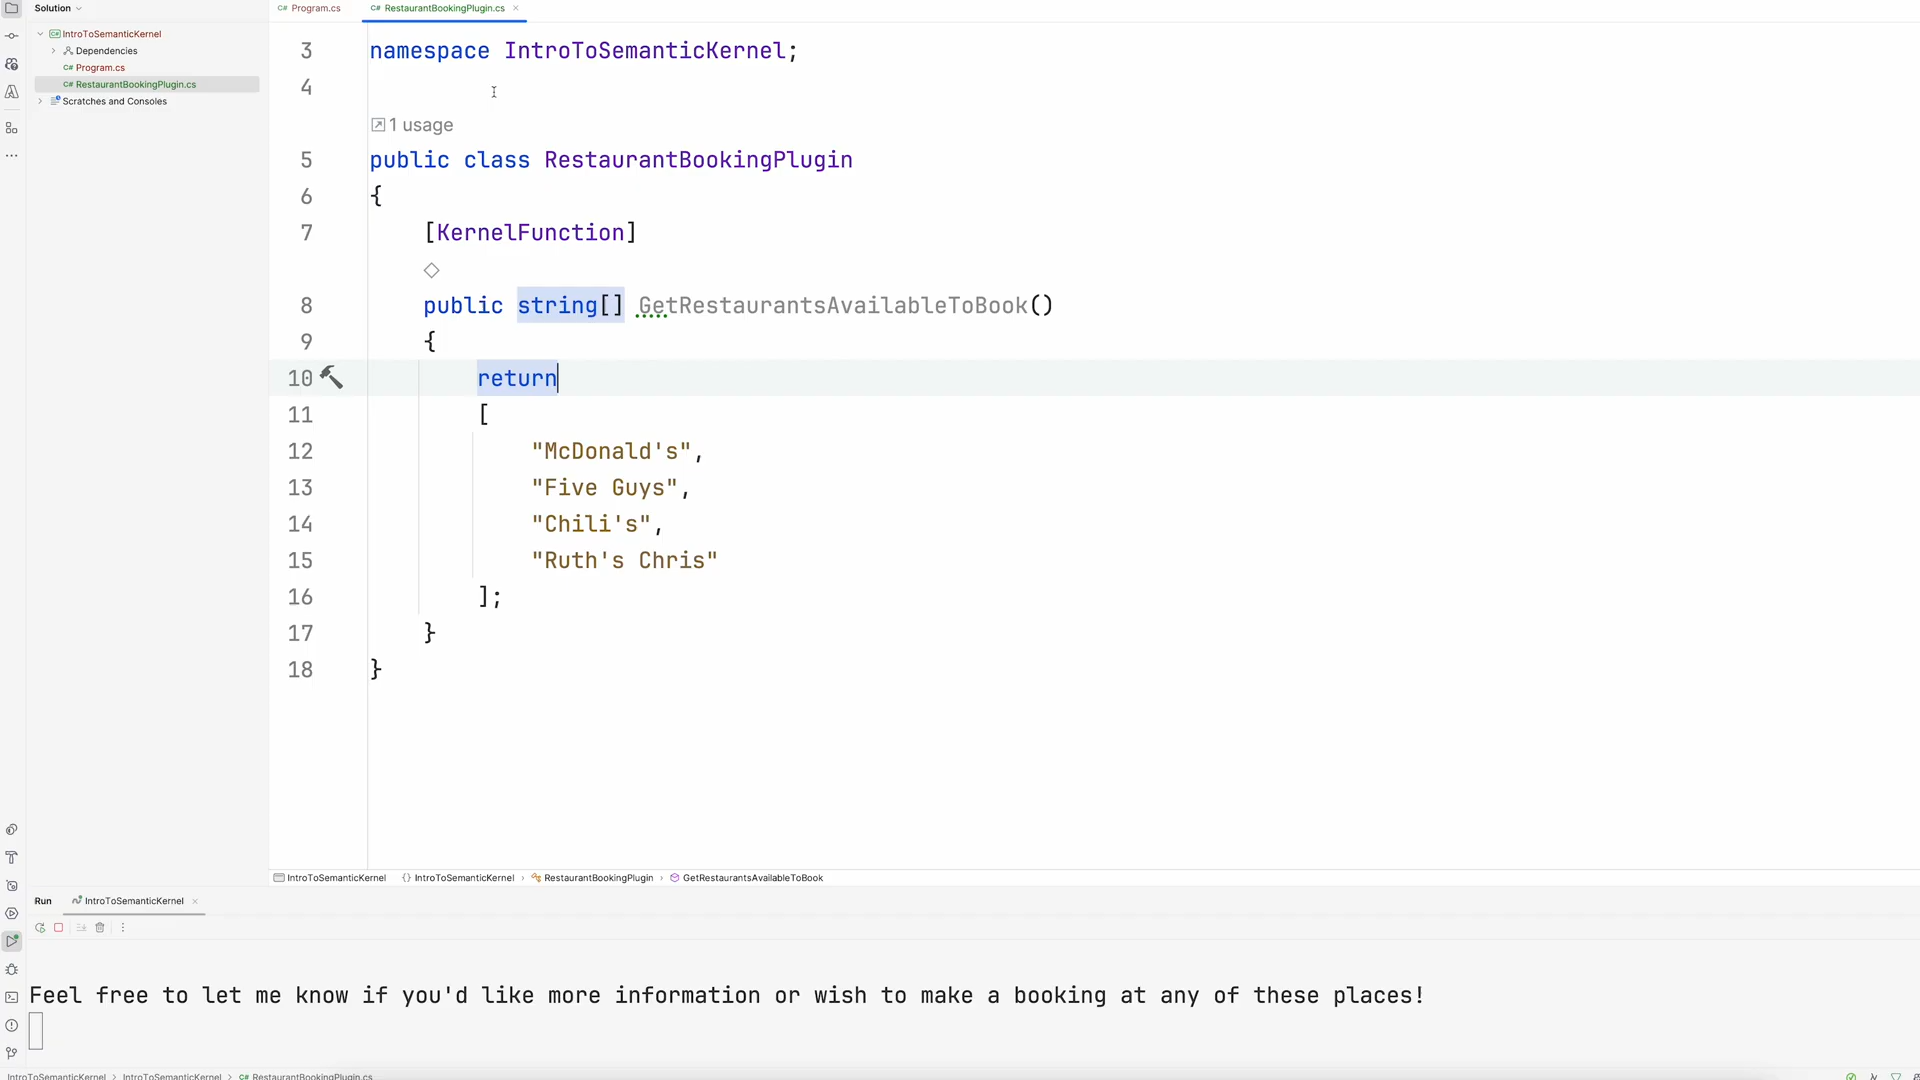 Solution
Program.cs
RestaurantBookingPlugin.cs
IntroToSemanticKernel
Dependencies
Program.cs
RestaurantBookingPlugin.cs
Scratches and Consoles
3 namespace IntroToSemanticKernel;
4
1 usage
5 public class RestaurantBookingPlugin
6 {
7 [KernelFunction]
8 public string[] GetRestaurantsAvailableToBook()
9 {
10 return
11 [
12 "McDonald's",
13 "Five Guys",
14 "Chili's",
15 "Ruth's Chris"
16 ];
17 }
18 }
IntroToSemanticKernel {} IntroToSemanticKernel > RestaurantBookingPlugin > GetRestaurantsAvailableToBook
Run IntroToSemanticKernel
Feel free to let me know if you'd like more information or wish to make a booking at any of these places!
IntroToSemanticKernel > IntroToSemanticKernel > C# RestaurantBookingPlugin.cs